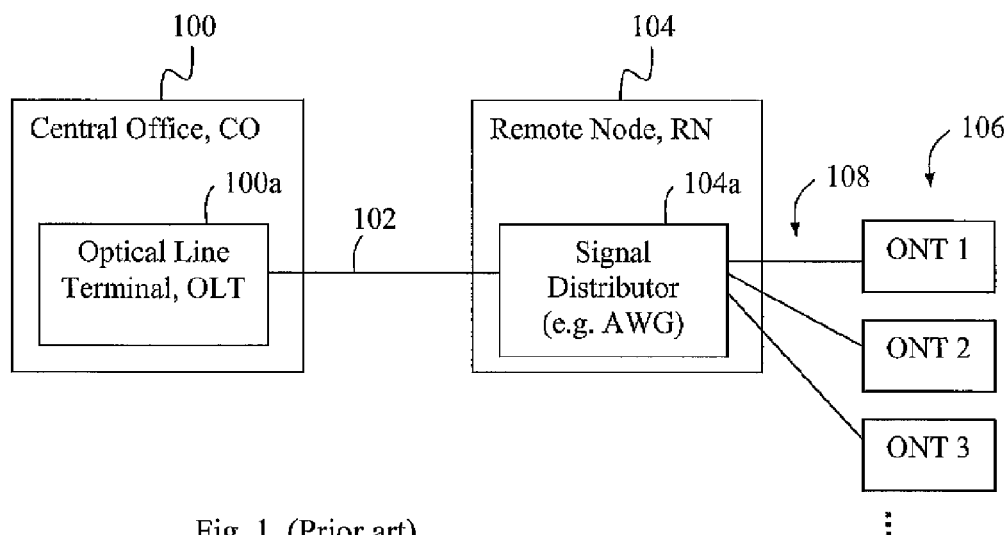 100
104
Central Office, CO
Remote Node, RN
106
100a
104a
108
102
Optical Line
Terminal, OLT
Signal
Distributor
(e.g. AWG)
ONT 1
ONT 2
ONT 3
Fig. 1 (Prior art)